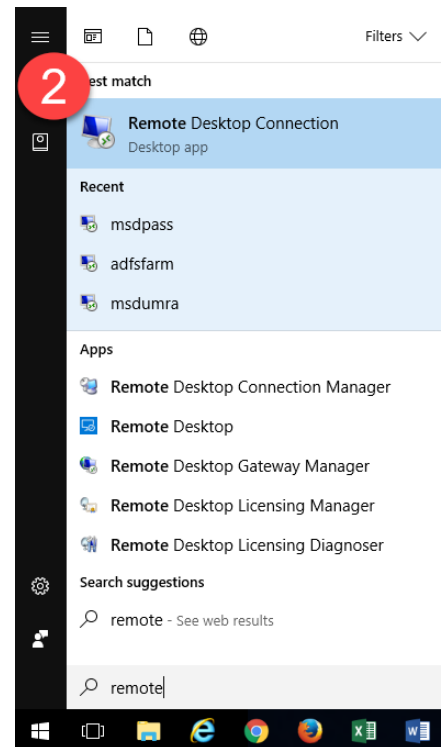 Filters
2
est match
Remote Desktop Connection
Desktop app
Recent
msdpass
adfsfarm
msdumra
Apps
Remote Desktop Connection Manager
Remote Desktop
Remote Desktop Gateway Manager
Remote Desktop Licensing Manager
Remote Desktop Licensing Diagnoser
Search suggestions
remote - See web results
remote